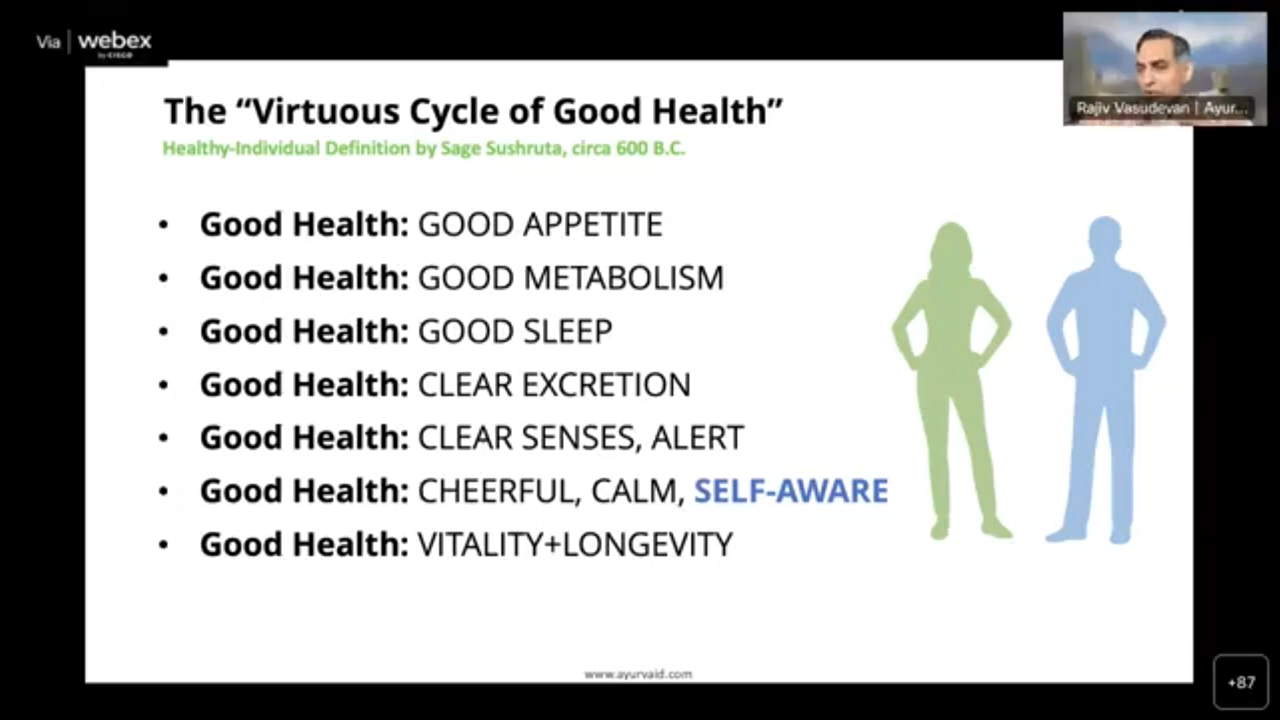 Via | webex
by CISCO
Rajiv Vasudevan | Ayur...
The “Virtuous Cycle of Good Health”
Healthy-Individual Definition by Sage Sushruta, circa 600 B.C.
• Good Health: GOOD APPETITE
• Good Health: GOOD METABOLISM
• Good Health: GOOD SLEEP
• Good Health: CLEAR EXCRETION
• Good Health: CLEAR SENSES, ALERT
• Good Health: CHEERFUL, CALM, SELF-AWARE
• Good Health: VITALITY+LONGEVITY
www.ayurvaid.com
+87